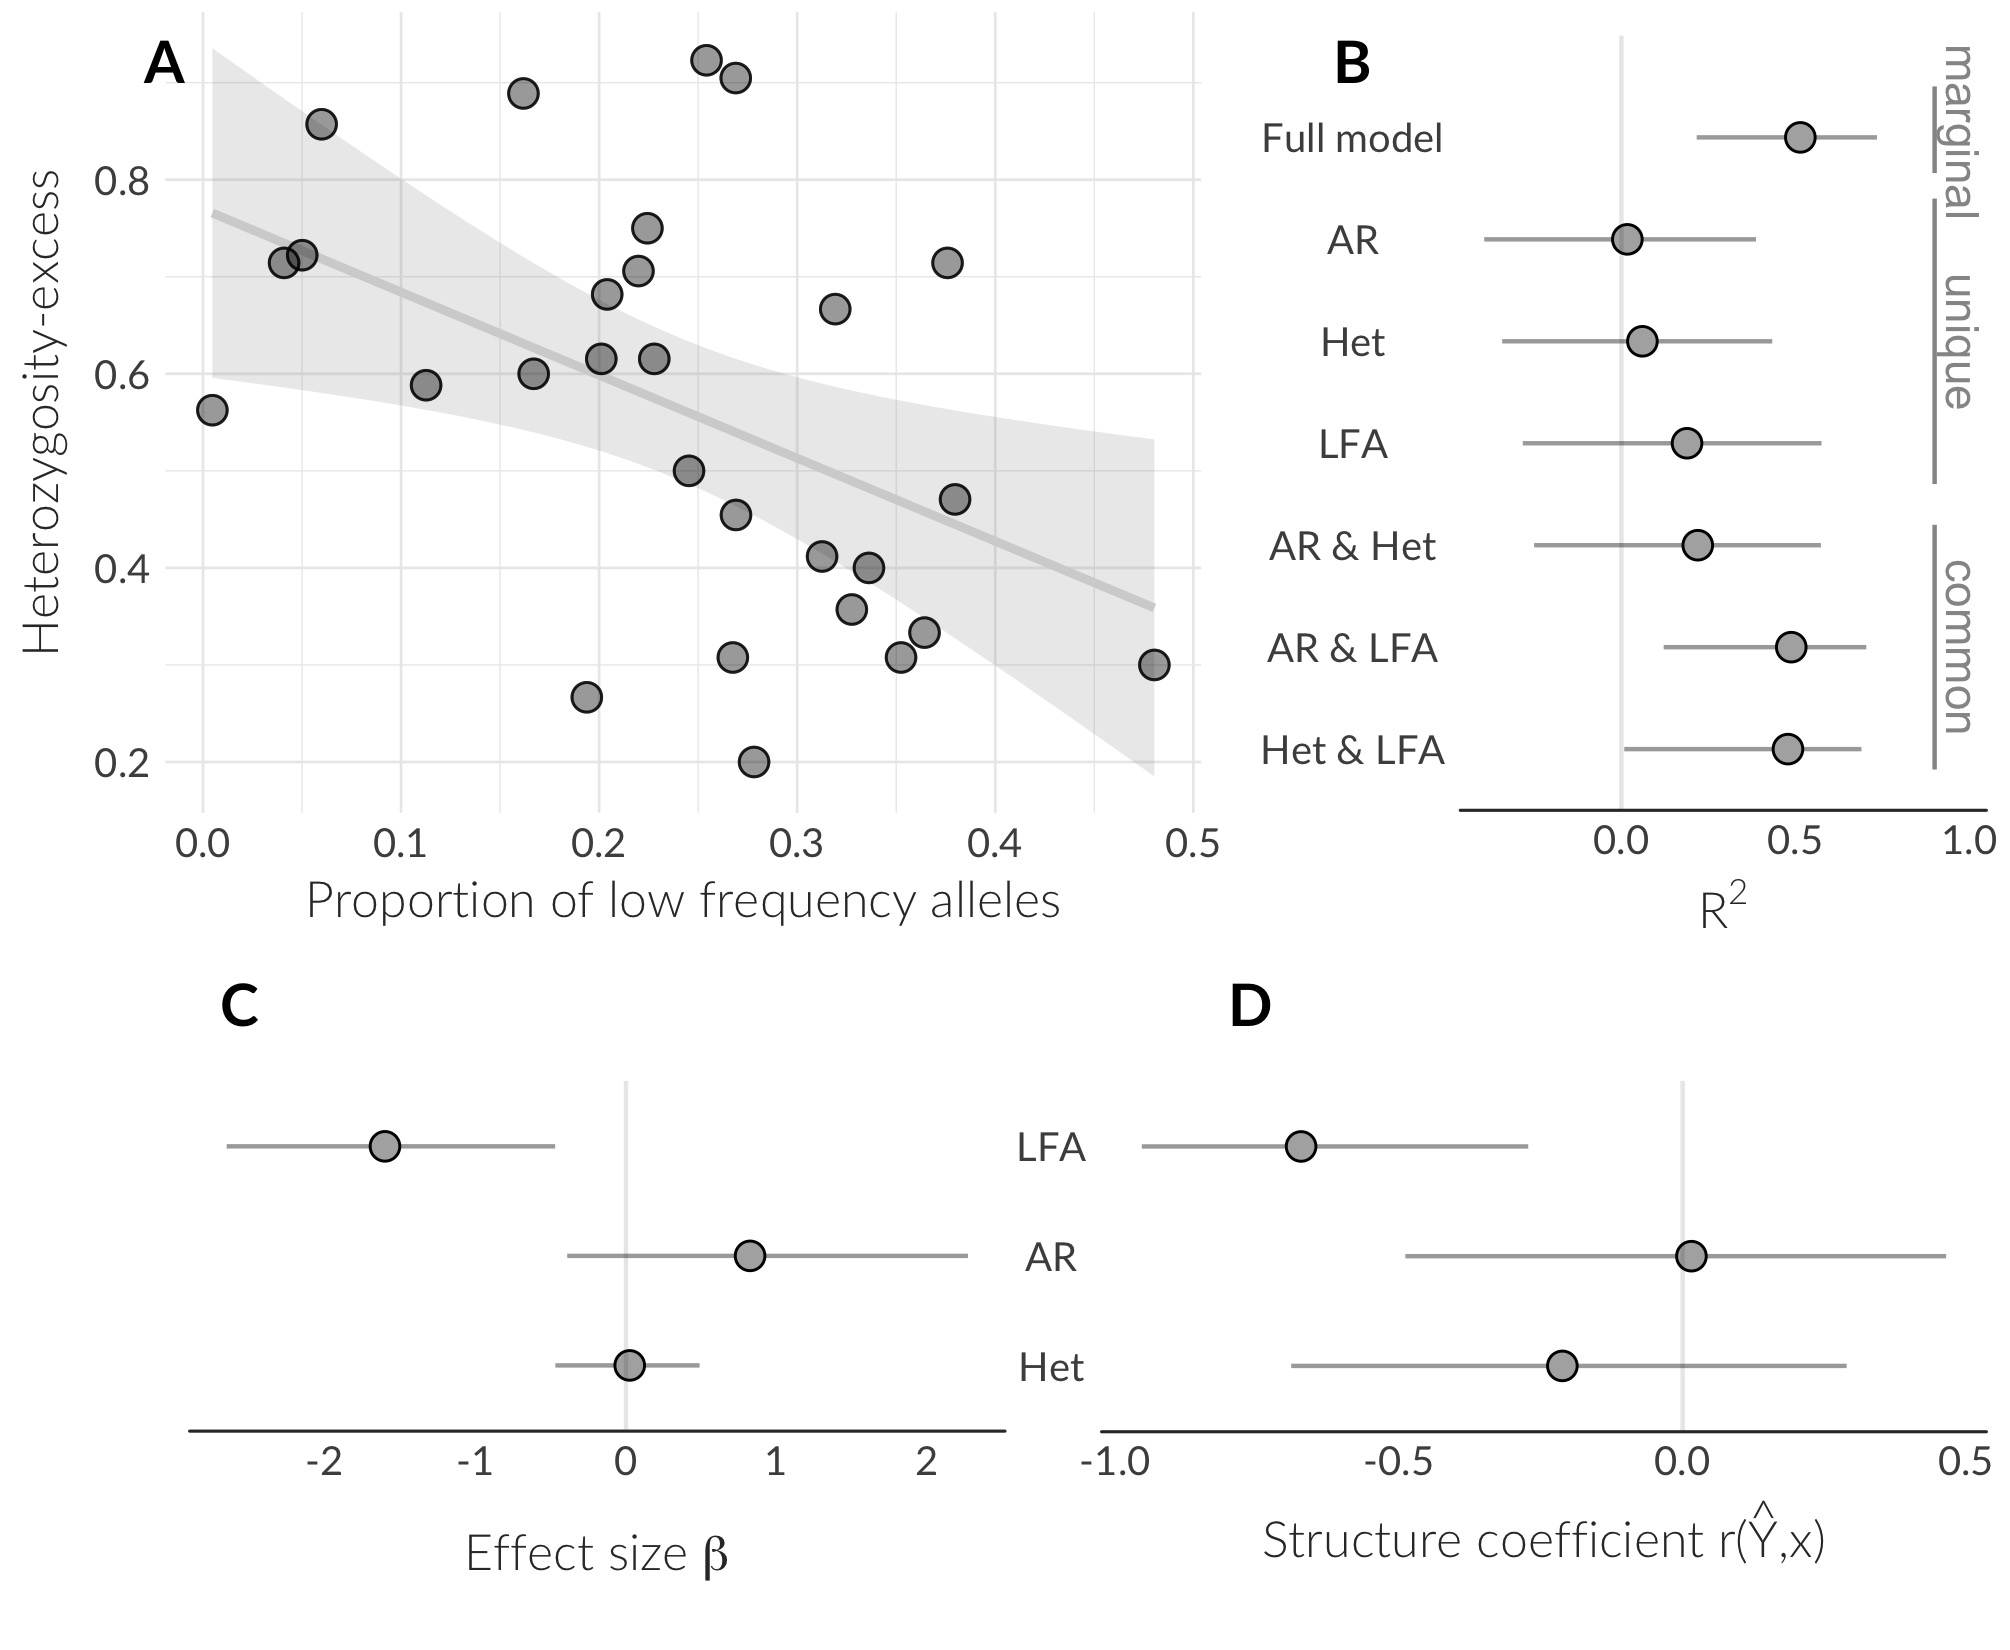 A
Heterozygosity-excess
0.8
0.6
0.4
0.2
0.0 0.1 0.2 0.3 0.4 0.5
Proportion of low frequency alleles
B
Full model
AR
Het
LFA
AR & Het
AR & LFA
Het & LFA
marginal
unique
common
0.0 0.5 1.0
R²
C
-2 -1 0 1 2
Effect size β
LFA
AR
Het
D
-1.0 -0.5 0.0 0.5
Structure coefficient r(Ŷ,x)